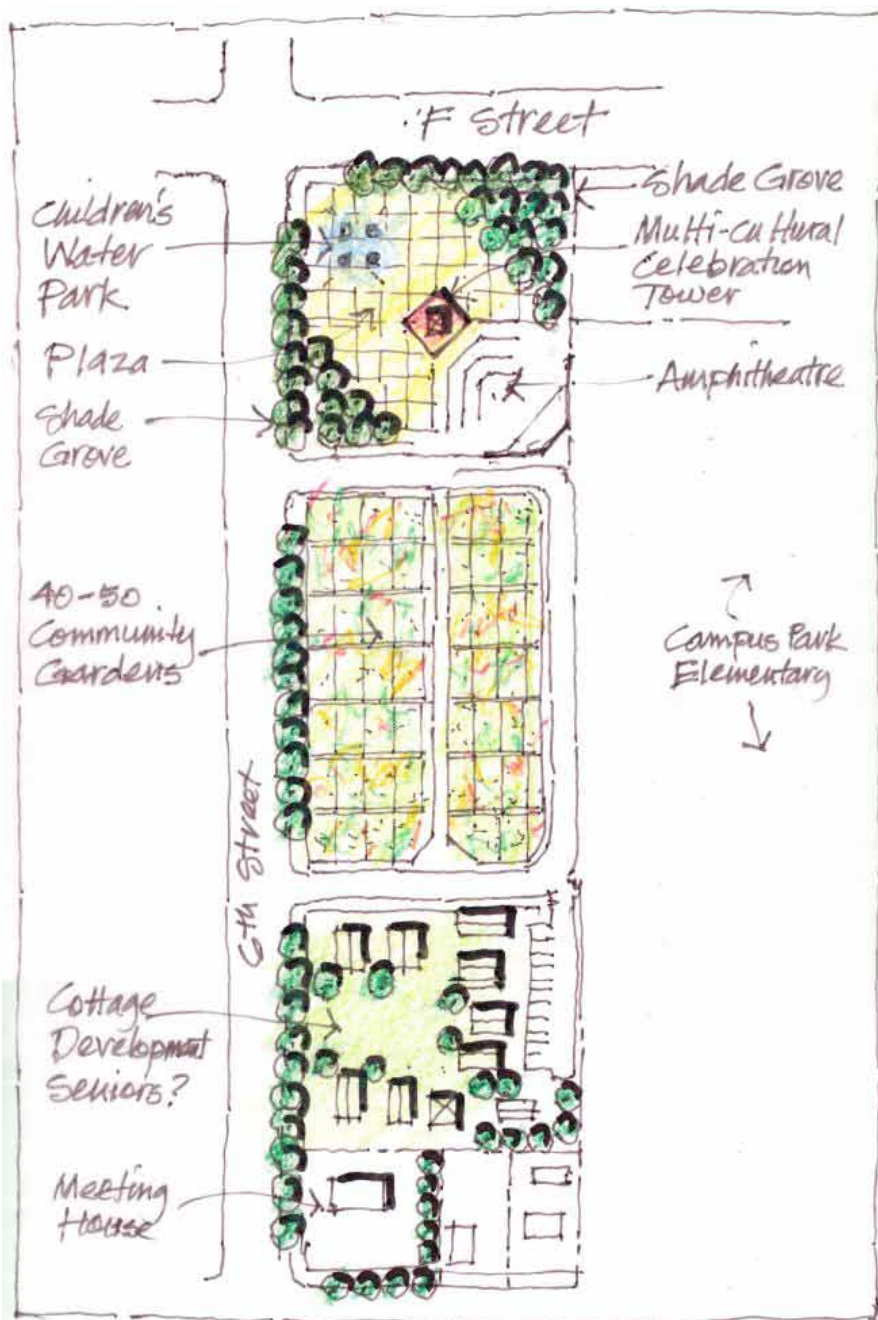 F Street
Children's
Water
Park
Plaza
Shade
Grove
Shade Grove
Multi-cultural
Celebration
Tower
Amphitheatre
40-50
Community
Gardens
Campus Park
Elementary
6th Street
Cottage
Development
Seniors?
Meeting
House